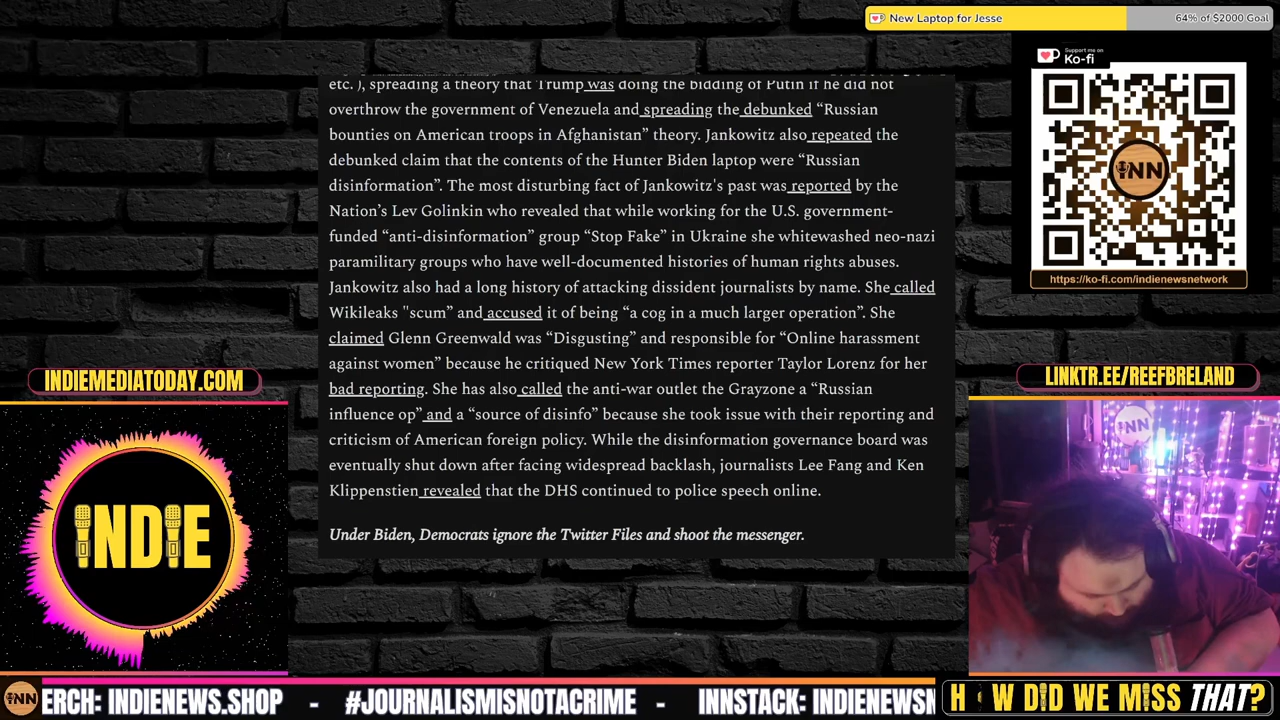 New Laptop for Jesse
64% of $2000 Goal
Support me on
Ko-fi
etc. ), spreading a theory that Trump was doing the bidding of Putin if he did not
overthrow the government of Venezuela and spreading the debunked “Russian
bounties on American troops in Afghanistan” theory. Jankowitz also repeated the
debunked claim that the contents of the Hunter Biden laptop were “Russian
disinformation”. The most disturbing fact of Jankowitz's past was reported by the
Nation’s Lev Golinkin who revealed that while working for the U.S. government-
funded “anti-disinformation” group “Stop Fake” in Ukraine she whitewashed neo-nazi
paramilitary groups who have well-documented histories of human rights abuses.
Jankowitz also had a long history of attacking dissident journalists by name. She called
Wikileaks "scum” and accused it of being “a cog in a much larger operation”. She
claimed Glenn Greenwald was “Disgusting” and responsible for “Online harassment
against women” because he critiqued New York Times reporter Taylor Lorenz for her
bad reporting. She has also called the anti-war outlet the Grayzone a “Russian
influence op” and a “source of disinfo” because she took issue with their reporting and
criticism of American foreign policy. While the disinformation governance board was
eventually shut down after facing widespread backlash, journalists Lee Fang and Ken
Klippenstien revealed that the DHS continued to police speech online.
Under Biden, Democrats ignore the Twitter Files and shoot the messenger.
INN
https://ko-fi.com/indienewsnetwork
INDIEMEDIATODAY.COM
LINKTR.EE/REEFBRELAND
INDIE
INN
INN
ERCH: INDIENEWS.SHOP - #JOURNALISMISNOTACRIME - INNSTACK: INDIENEWSN
HOW DID WE MISS THAT?